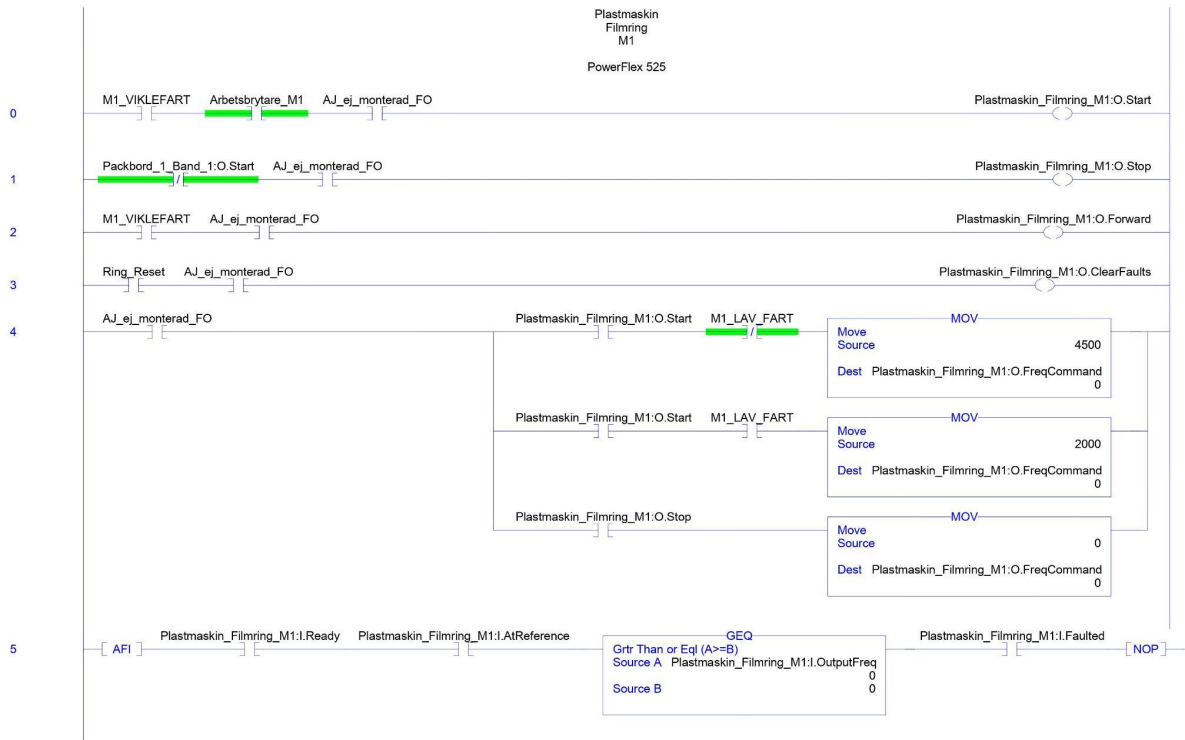 Plastmaskin
Filmring
M1
PowerFlex 525
0
M1_VIKLEFART Arbetsbrytare_M1 AJ_ej_monterad_FO Plastmaskin_Filmring_M1:O.Start
1
Packbord_1_Band_1:O.Start AJ_ej_monterad_FO Plastmaskin_Filmring_M1:O.Stop
2
M1_VIKLEFART AJ_ej_monterad_FO Plastmaskin_Filmring_M1:O.Forward
3
Ring_Reset AJ_ej_monterad_FO Plastmaskin_Filmring_M1:O.ClearFaults
4
AJ_ej_monterad_FO Plastmaskin_Filmring_M1:O.Start M1_LAV_FART MOV
Move
Source 4500
Dest Plastmaskin_Filmring_M1:O.FreqCommand
0
Plastmaskin_Filmring_M1:O.Start M1_LAV_FART MOV
Move
Source 2000
Dest Plastmaskin_Filmring_M1:O.FreqCommand
0
Plastmaskin_Filmring_M1:O.Stop MOV
Move
Source 0
Dest Plastmaskin_Filmring_M1:O.FreqCommand
0
5
AFI Plastmaskin_Filmring_M1:I.Ready Plastmaskin_Filmring_M1:I.AtReference GEQ
Grtr Than or Eql (A>=B)
Source A Plastmaskin_Filmring_M1:I.OutputFreq
0
Source B 0
Plastmaskin_Filmring_M1:I.Faulted NOP